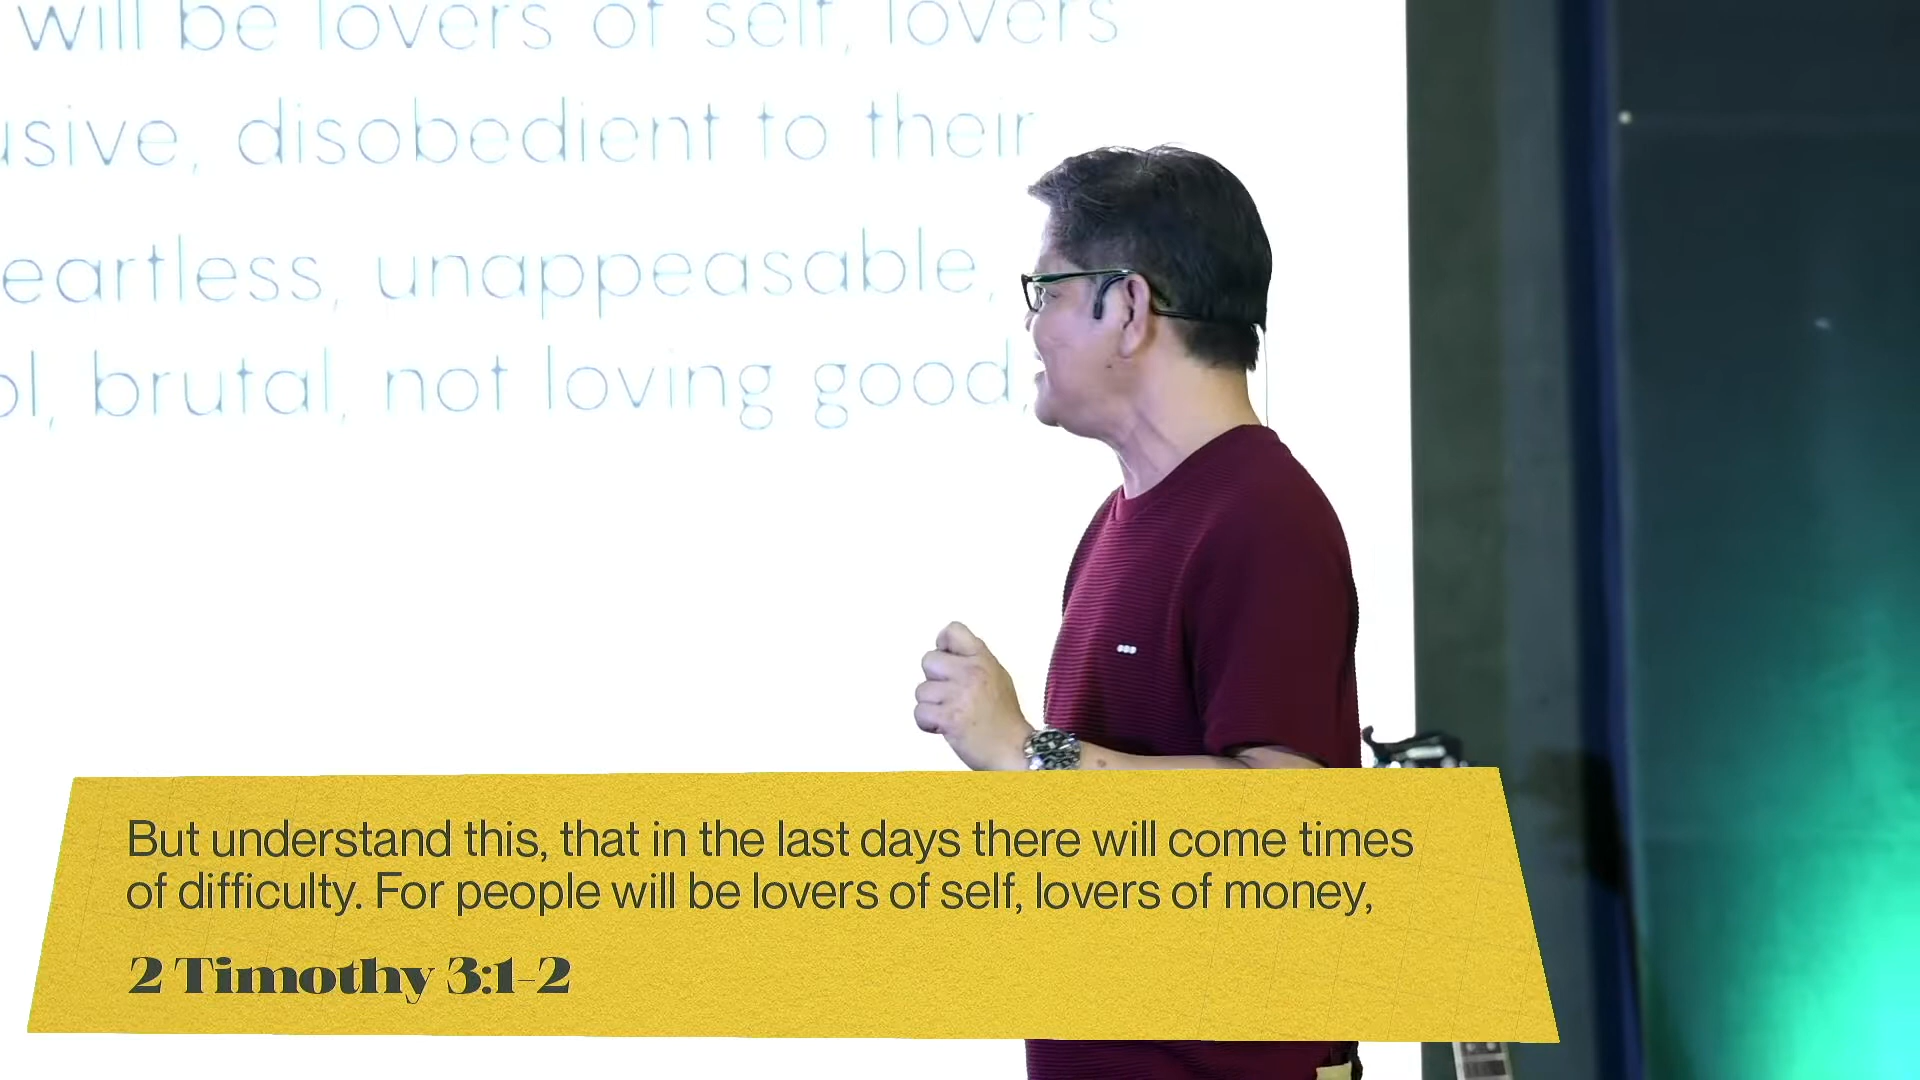 will be lovers of self, lovers
usive, disobedient to their
eartless, unappeasable,
ol, brutal, not loving good,
But understand this, that in the last days there will come times
of difficulty. For people will be lovers of self, lovers of money,
2 Timothy 3:1-2